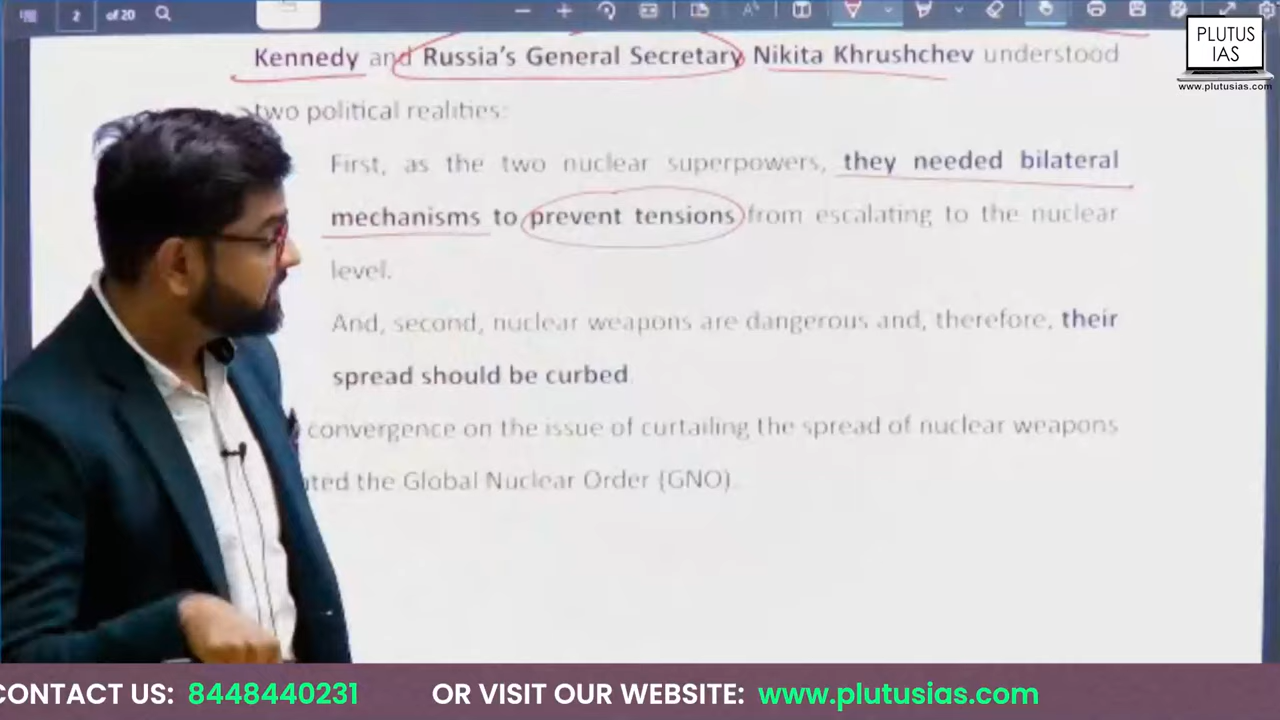 2 of 20
PLUTUS
IAS
www.plutusias.com
Kennedy and Russia's General Secretary Nikita Khrushchev understood
two political realities:
First, as the two nuclear superpowers, they needed bilateral
mechanisms to prevent tensions from escalating to the nuclear
level.
And, second, nuclear weapons are dangerous and, therefore, their
spread should be curbed.
convergence on the issue of curtailing the spread of nuclear weapons
the Global Nuclear Order (GNO).
CONTACT US: 8448440231 OR VISIT OUR WEBSITE: www.plutusias.com